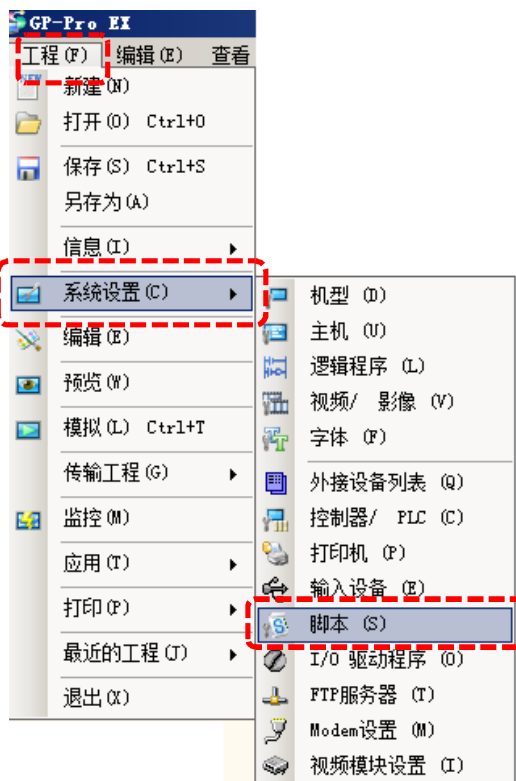 GP-Pro EX
工程(F) 编辑(E) 查看
新建(N)
打开(O) Ctrl+O
保存(S) Ctrl+S
另存为(A)
信息(I)
系统设置(C)
编辑(E)
预览(W)
模拟(L) Ctrl+T
传输工程(G)
监控(M)
应用(T)
打印(P)
最近的工程(J)
退出(X)
机型 (D)
主机 (U)
逻辑程序 (L)
视频/ 影像 (V)
字体 (F)
外接设备列表 (Q)
控制器/ PLC (C)
打印机 (P)
输入设备 (E)
脚本 (S)
I/O 驱动程序 (O)
FTP服务器 (T)
Modem设置 (M)
视频模块设置 (I)